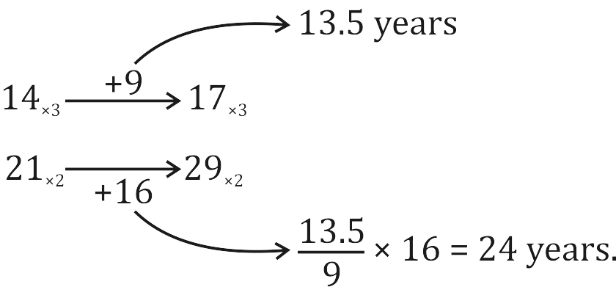 13.5 years
+9
14×3 → 17×3
21×2 → 29×2
+16
13.5/9 × 16 = 24 years.